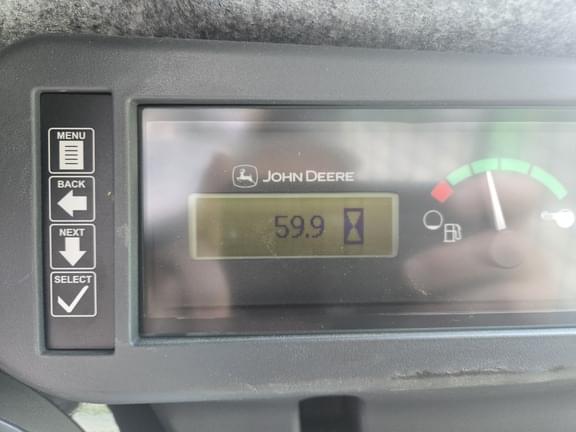 MENU
BACK
NEXT
SELECT
JOHN DEERE
59.9